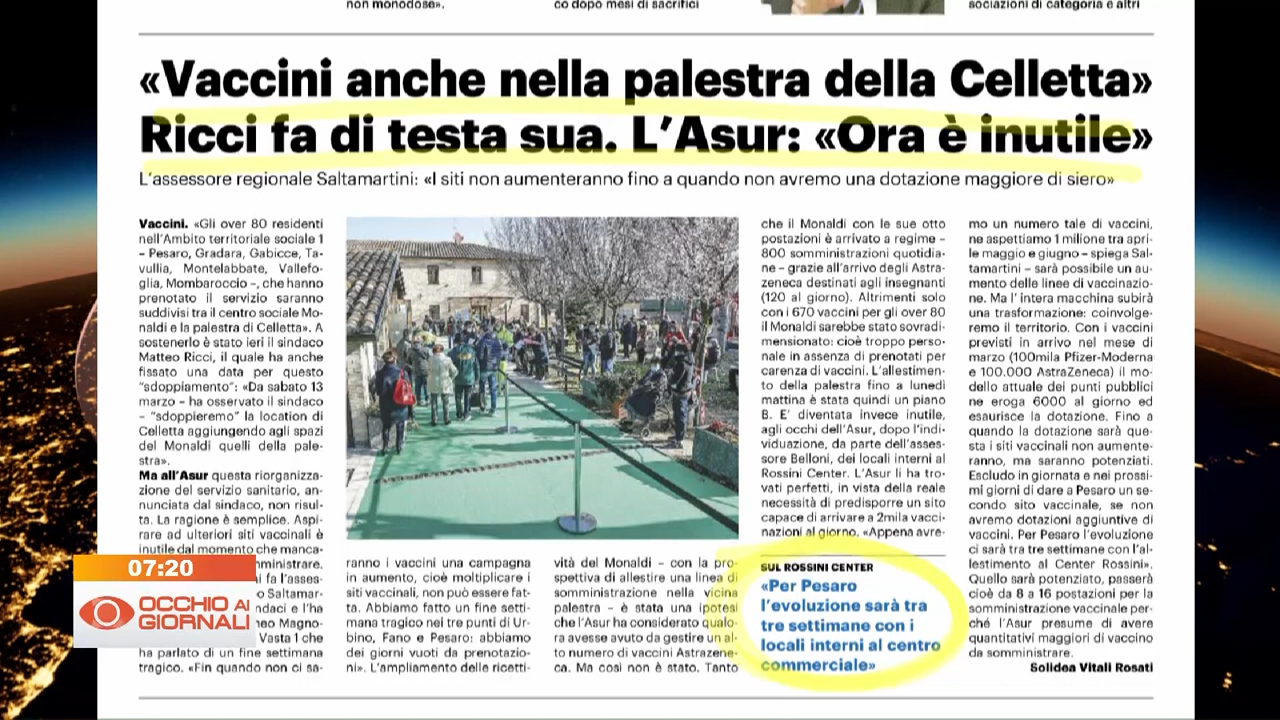 non monodose».
co dopo mesi di sacrifici
sociazioni di categoria e altri
«Vaccini anche nella palestra della Celletta»
Ricci fa di testa sua. L'Asur: «Ora è inutile»
L'assessore regionale Saltamartini: «I siti non aumenteranno fino a quando non avremo una dotazione maggiore di siero»
Vaccini. «Gli over 80 residenti
nell'Ambito territoriale sociale 1
– Pesaro, Gradara, Gabicce, Ta-
vullia, Montelabbate, Vallefo-
glia, Mombaroccio –, che hanno
prenotato il servizio saranno
suddivisi tra il centro sociale Mo-
naldi e la palestra di Celletta». A
sostenerlo è stato ieri il sindaco
Matteo Ricci, il quale ha anche
fissato una data per questo
"sdoppiamento": «Da sabato 13
marzo – ha osservato il sindaco
– "sdoppieremo" la location di
Celletta aggiungendo agli spazi
del Monaldi quelli della pale-
stra».
Ma all'Asur questa riorganizza-
zione del servizio sanitario, an-
nunciata dal sindaco, non risul-
ta. La ragione è semplice. Aspi-
rare ad ulteriori siti vaccinali è
inutile dal momento che manca-
mministrare.
ni fa l'asses-
Saltamar-
ndaci e l'ha
eo Magno-
Vasta 1 che
ha parlato di un fine settimana
tragico. «Fin quando non ci sa-
ranno i vaccini una campagna
in aumento, cioè moltiplicare i
siti vaccinali, non può essere fat-
ta. Abbiamo fatto un fine setti-
mana tragico nei tre punti di Ur-
bino, Fano e Pesaro: abbiamo
dei giorni vuoti da prenotazio-
ni». L'ampliamento delle ricetti-
vità del Monaldi – con la pro-
spettiva di allestire una linea di
somministrazione nella vicina
palestra – è stata una ipotesi
che l'Asur ha considerato qualo-
ra avesse avuto da gestire un al-
to numero di vaccini Astrazene-
ca. Ma così non è stato. Tanto
che il Monaldi con le sue otto
postazioni è arrivato a regime –
800 somministrazioni quotidia-
ne – grazie all'arrivo degli Astra-
zeneca destinati agli insegnanti
(120 al giorno). Altrimenti solo
con i 670 vaccini per gli over 80
il Monaldi sarebbe stato sovradi-
mensionato: cioè troppo perso-
nale in assenza di prenotati per
carenza di vaccini. L'allestimen-
to della palestra fino a lunedì
mattina è stata quindi un piano
B. E' diventata invece inutile,
agli occhi dell'Asur, dopo l'indi-
viduazione, da parte dell'asses-
sore Belloni, dei locali interni al
Rossini Center. L'Asur li ha tro-
vati perfetti, in vista della reale
necessità di predisporre un sito
capace di arrivare a 2mila vacci-
nazioni al giorno. «Appena avre-
SUL ROSSINI CENTER
«Per Pesaro
l'evoluzione sarà tra
tre settimane con i
locali interni al centro
commerciale»
mo un numero tale di vaccini,
ne aspettiamo 1 milione tra apri-
le maggio e giugno – spiega Sal-
tamartini – sarà possibile un au-
mento delle linee di vaccinazio-
ne. Ma l' intera macchina subirà
una trasformazione: coinvolge-
remo il territorio. Con i vaccini
previsti in arrivo nel mese di
marzo (100mila Pfizer-Moderna
e 100.000 AstraZeneca) il mo-
dello attuale dei punti pubblici
ne eroga 6000 al giorno ed
esaurisce la dotazione. Fino a
quando la dotazione sarà que-
sta i siti vaccinali non aumente-
ranno, ma saranno potenziati.
Escludo in giornata e nei prossi-
mi giorni di dare a Pesaro un se-
condo sito vaccinale, se non
avremo dotazioni aggiuntive di
vaccini. Per Pesaro l'evoluzione
ci sarà tra tre settimane con l'al-
lestimento al Center Rossini».
Quello sarà potenziato, passerà
cioè da 8 a 16 postazioni per la
somministrazione vaccinale per-
ché l'Asur presume di avere
quantitativi maggiori di vaccino
da somministrare.
Solidea Vitali Rosati
07:20
OCCHIO AI
GIORNALI